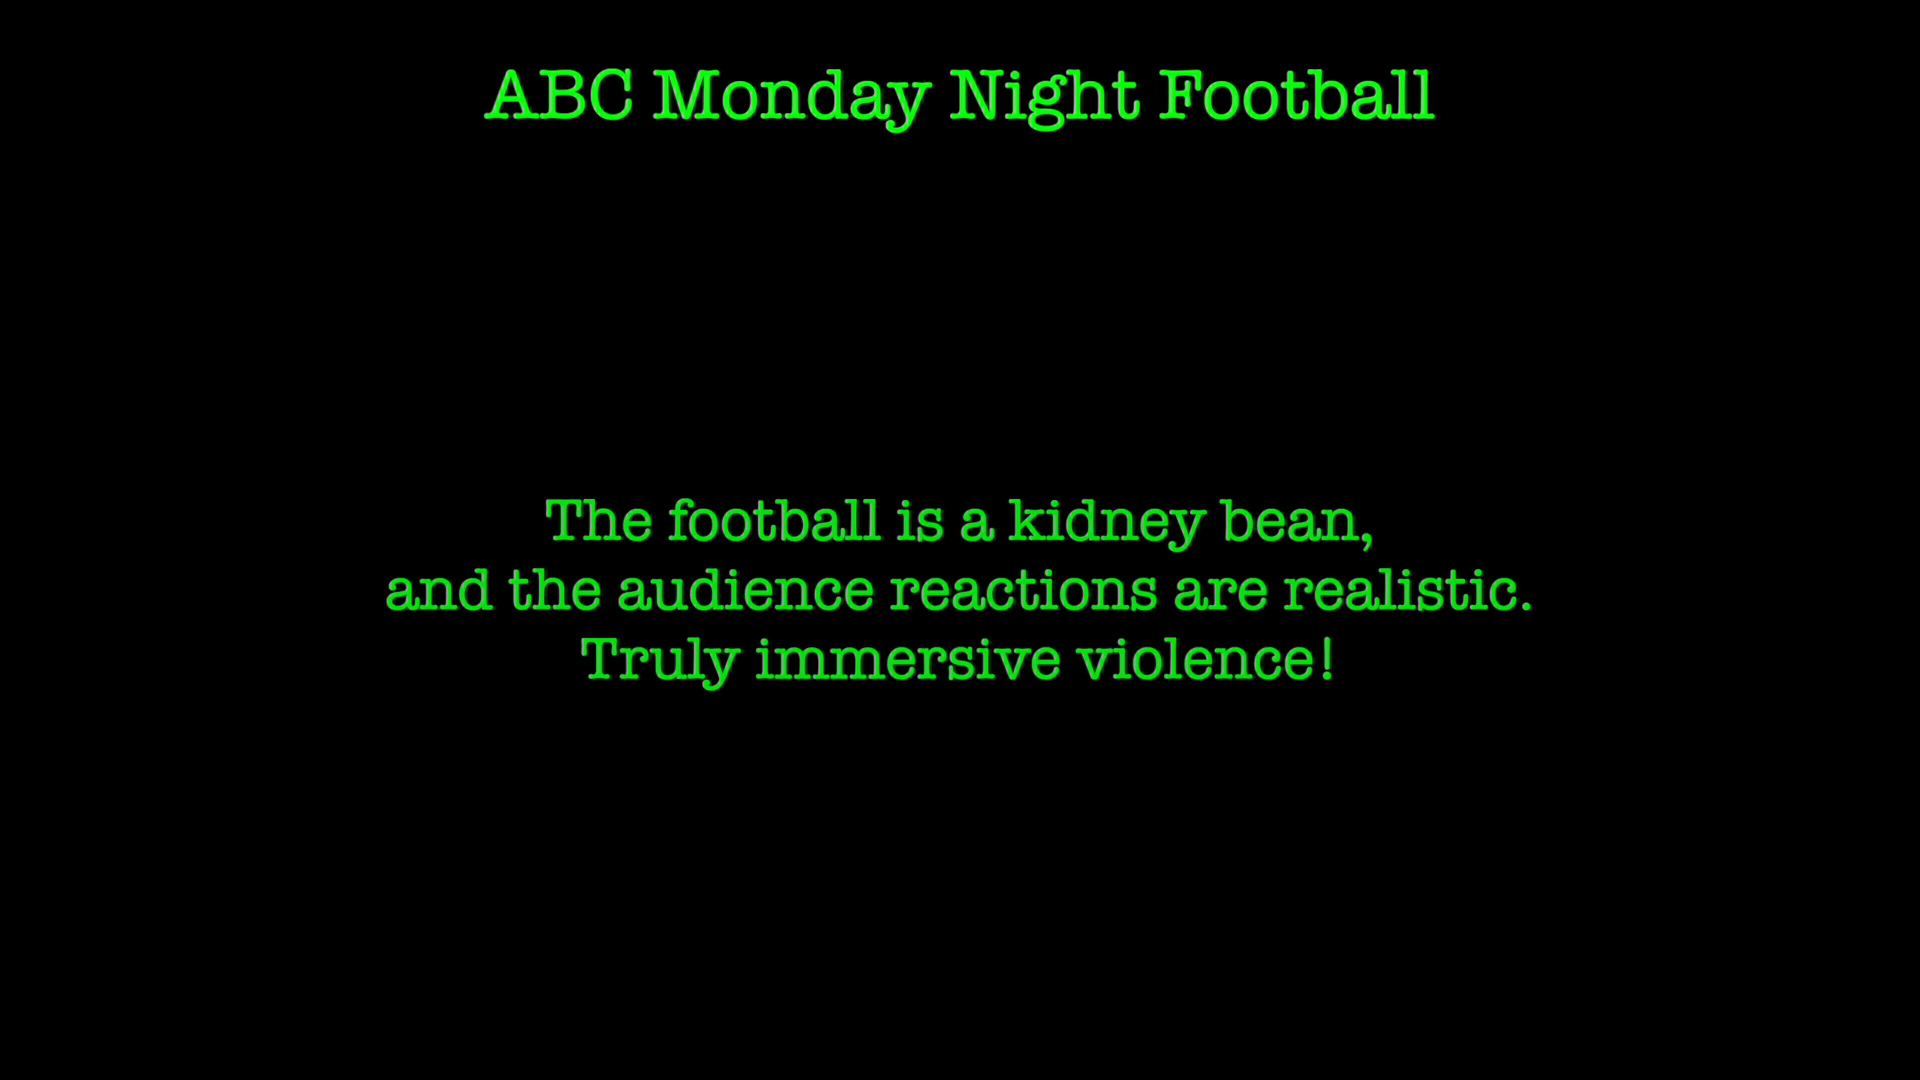 ABC Monday Night Football
The football is a kidney bean,
and the audience reactions are realistic.
Truly immersive violence!